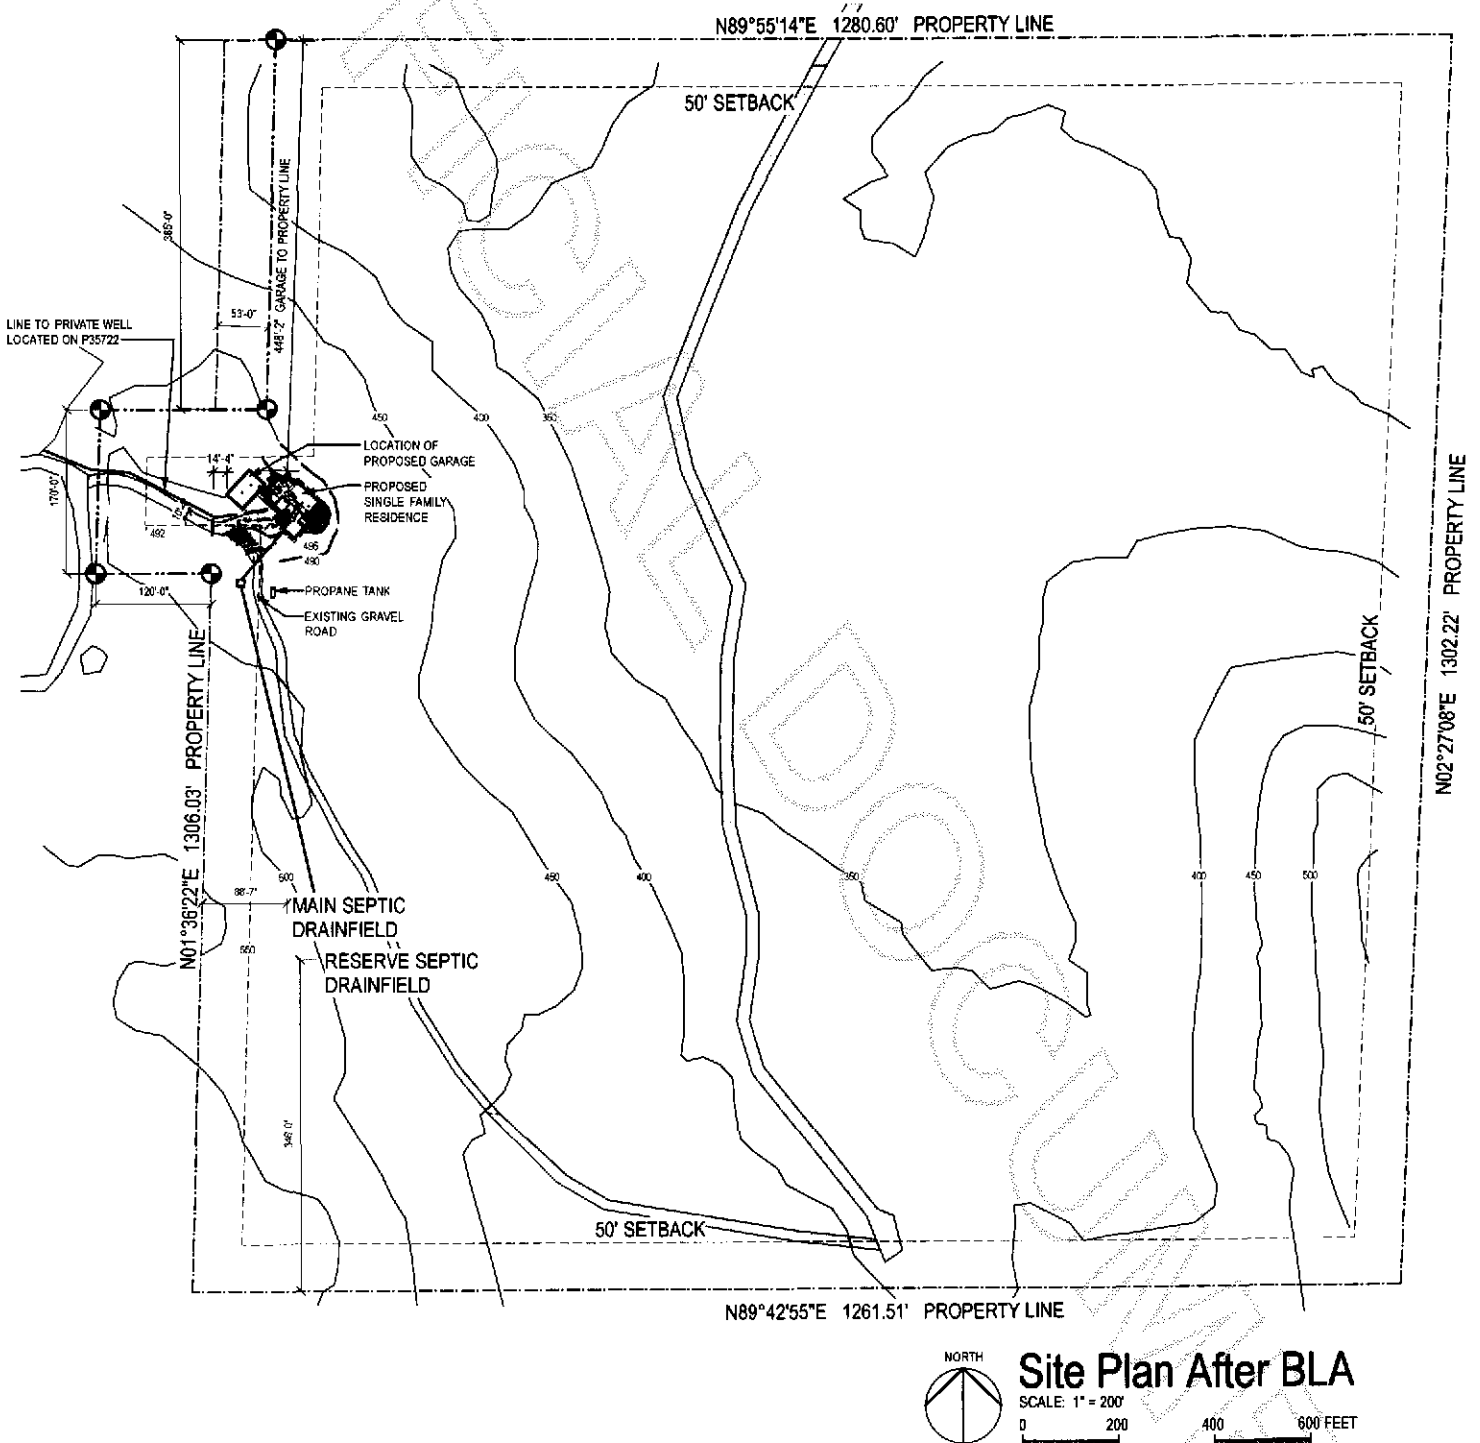 N89°55'14"E 1280.60' PROPERTY LINE
50' SETBACK
386'-0"
448'-2" GARAGE TO PROPERTY LINE
53'-0"
LINE TO PRIVATE WELL
LOCATED ON P35722
450
400
350
14'-4"
LOCATION OF
PROPOSED GARAGE
PROPOSED
SINGLE FAMILY
RESIDENCE
170'-0"
492
496
490
120'-0"
PROPANE TANK
EXISTING GRAVEL
ROAD
N01°36'22"E 1306.03' PROPERTY LINE
N02°27'08"E 1302.22' PROPERTY LINE
50' SETBACK
500
450
400
350
400
450
500
88'-7"
MAIN SEPTIC
DRAINFIELD
550
RESERVE SEPTIC
DRAINFIELD
346'-0"
50' SETBACK
N89°42'55"E 1261.51' PROPERTY LINE
NORTH
Site Plan After BLA
SCALE: 1" = 200'
0 200 400 600 FEET